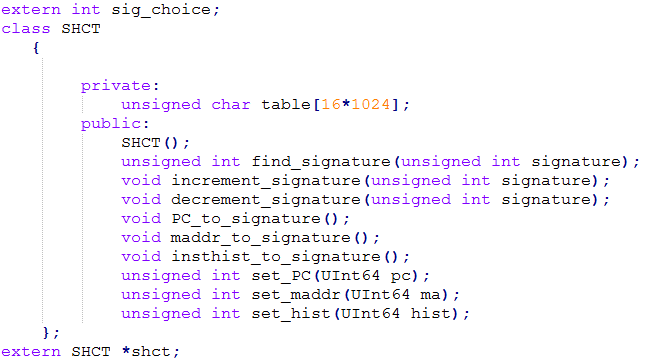 extern int sig_choice;
class SHCT
{
private:
unsigned char table[16*1024];
public:
SHCT();
unsigned int find_signature(unsigned int signature);
void increment_signature(unsigned int signature);
void decrement_signature(unsigned int signature);
void PC_to_signature();
void maddr_to_signature();
void insthist_to_signature();
unsigned int set_PC(UInt64 pc);
unsigned int set_maddr(UInt64 ma);
unsigned int set_hist(UInt64 hist);
};
extern SHCT *shct;